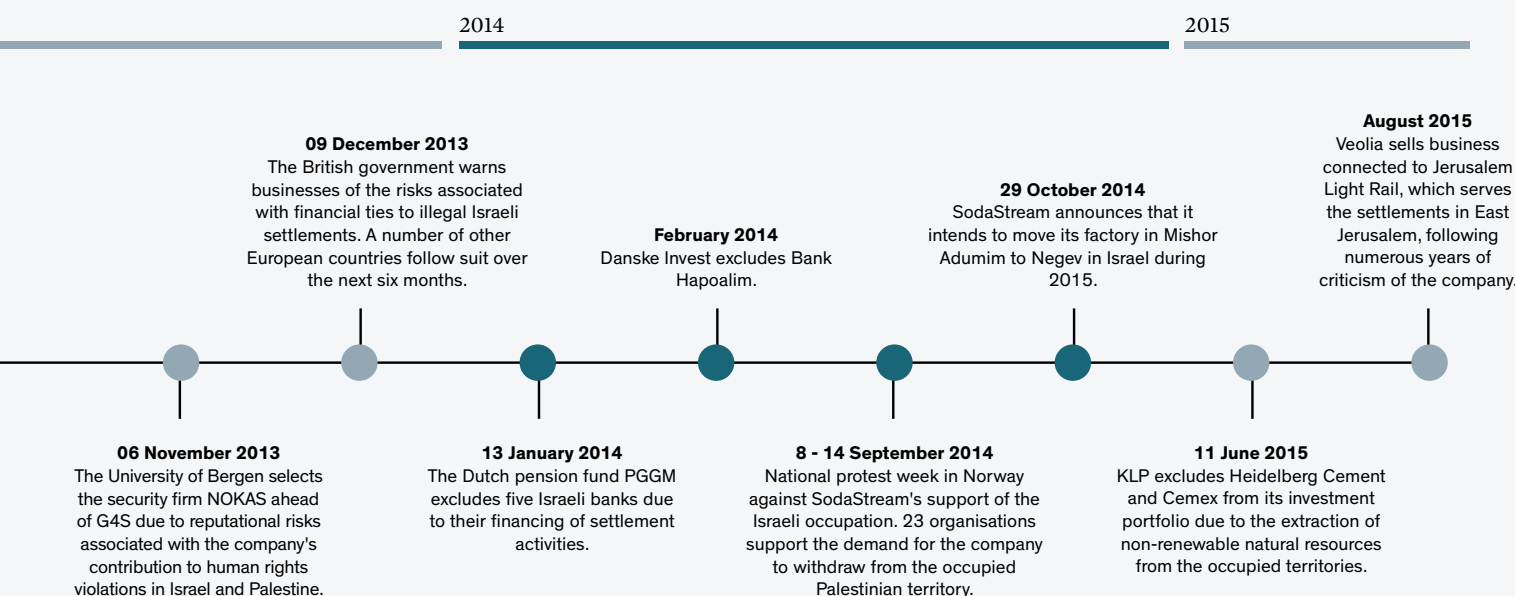 2014
2015
09 December 2013
The British government warns
businesses of the risks associated
with financial ties to illegal Israeli
settlements. A number of other
European countries follow suit over
the next six months.
February 2014
Danske Invest excludes Bank
Hapoalim.
29 October 2014
SodaStream announces that it
intends to move its factory in Mishor
Adumim to Negev in Israel during
2015.
August 2015
Veolia sells business
connected to Jerusalem
Light Rail, which serves
the settlements in East
Jerusalem, following
numerous years of
criticism of the company.
06 November 2013
The University of Bergen selects
the security firm NOKAS ahead
of G4S due to reputational risks
associated with the company's
contribution to human rights
violations in Israel and Palestine.
13 January 2014
The Dutch pension fund PGGM
excludes five Israeli banks due
to their financing of settlement
activities.
8 - 14 September 2014
National protest week in Norway
against SodaStream's support of the
Israeli occupation. 23 organisations
support the demand for the company
to withdraw from the occupied
Palestinian territory.
11 June 2015
KLP excludes Heidelberg Cement
and Cemex from its investment
portfolio due to the extraction of
non-renewable natural resources
from the occupied territories.